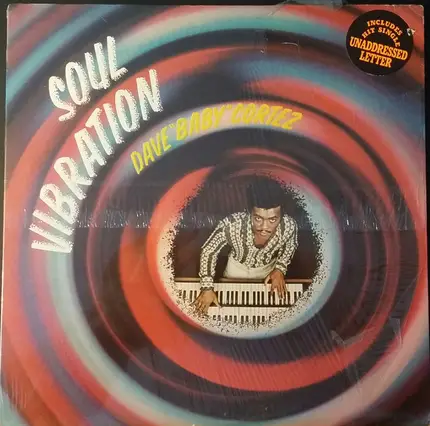 SOUL
VIBRATION
DAVE "BABY" CORTEZ
INCLUDES
HIT SINGLE
UNADDRESSED
LETTER